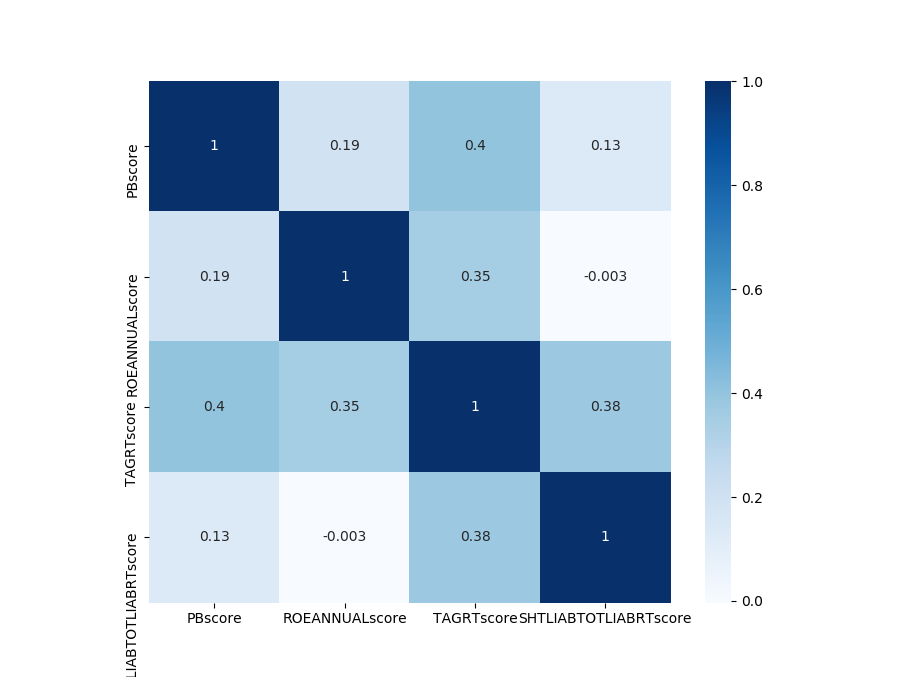 PBscore 1 0.19 0.4 0.13
ROEANNUALscore 0.19 1 0.35 -0.003
TAGRTscore 0.4 0.35 1 0.38
LIABTOTLIABRTscore 0.13 -0.003 0.38 1
PBscore ROEANNUALscore TAGRTscore SHTLIABTOTLIABRTscore
1.0
0.8
0.6
0.4
0.2
0.0